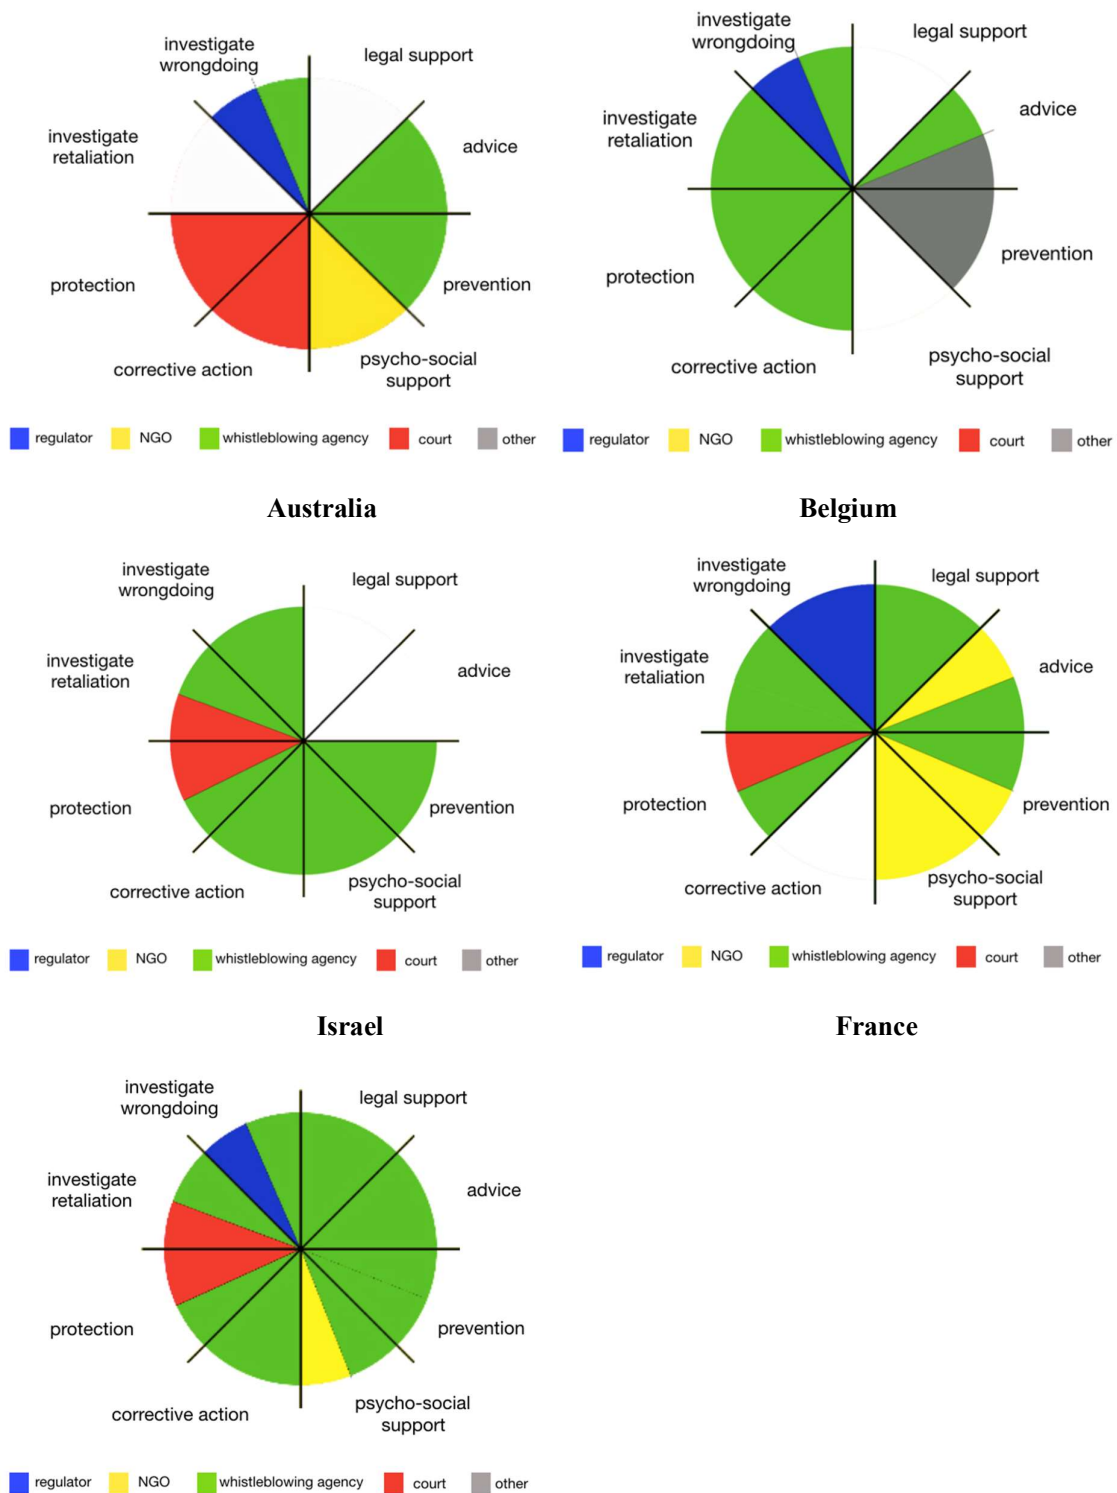 investigate
wrongdoing
legal support
investigate
retaliation
advice
protection
prevention
corrective action
psycho-social
support
regulator NGO whistleblowing agency court other
Australia
investigate
wrongdoing
legal support
investigate
retaliation
advice
protection
prevention
corrective action
psycho-social
support
regulator NGO whistleblowing agency court other
Belgium
investigate
wrongdoing
legal support
investigate
retaliation
advice
protection
prevention
corrective action
psycho-social
support
regulator NGO whistleblowing agency court other
Israel
investigate
wrongdoing
legal support
investigate
retaliation
advice
protection
prevention
corrective action
psycho-social
support
regulator NGO whistleblowing agency court other
France
investigate
wrongdoing
legal support
investigate
retaliation
advice
protection
prevention
corrective action
psycho-social
support
regulator NGO whistleblowing agency court other